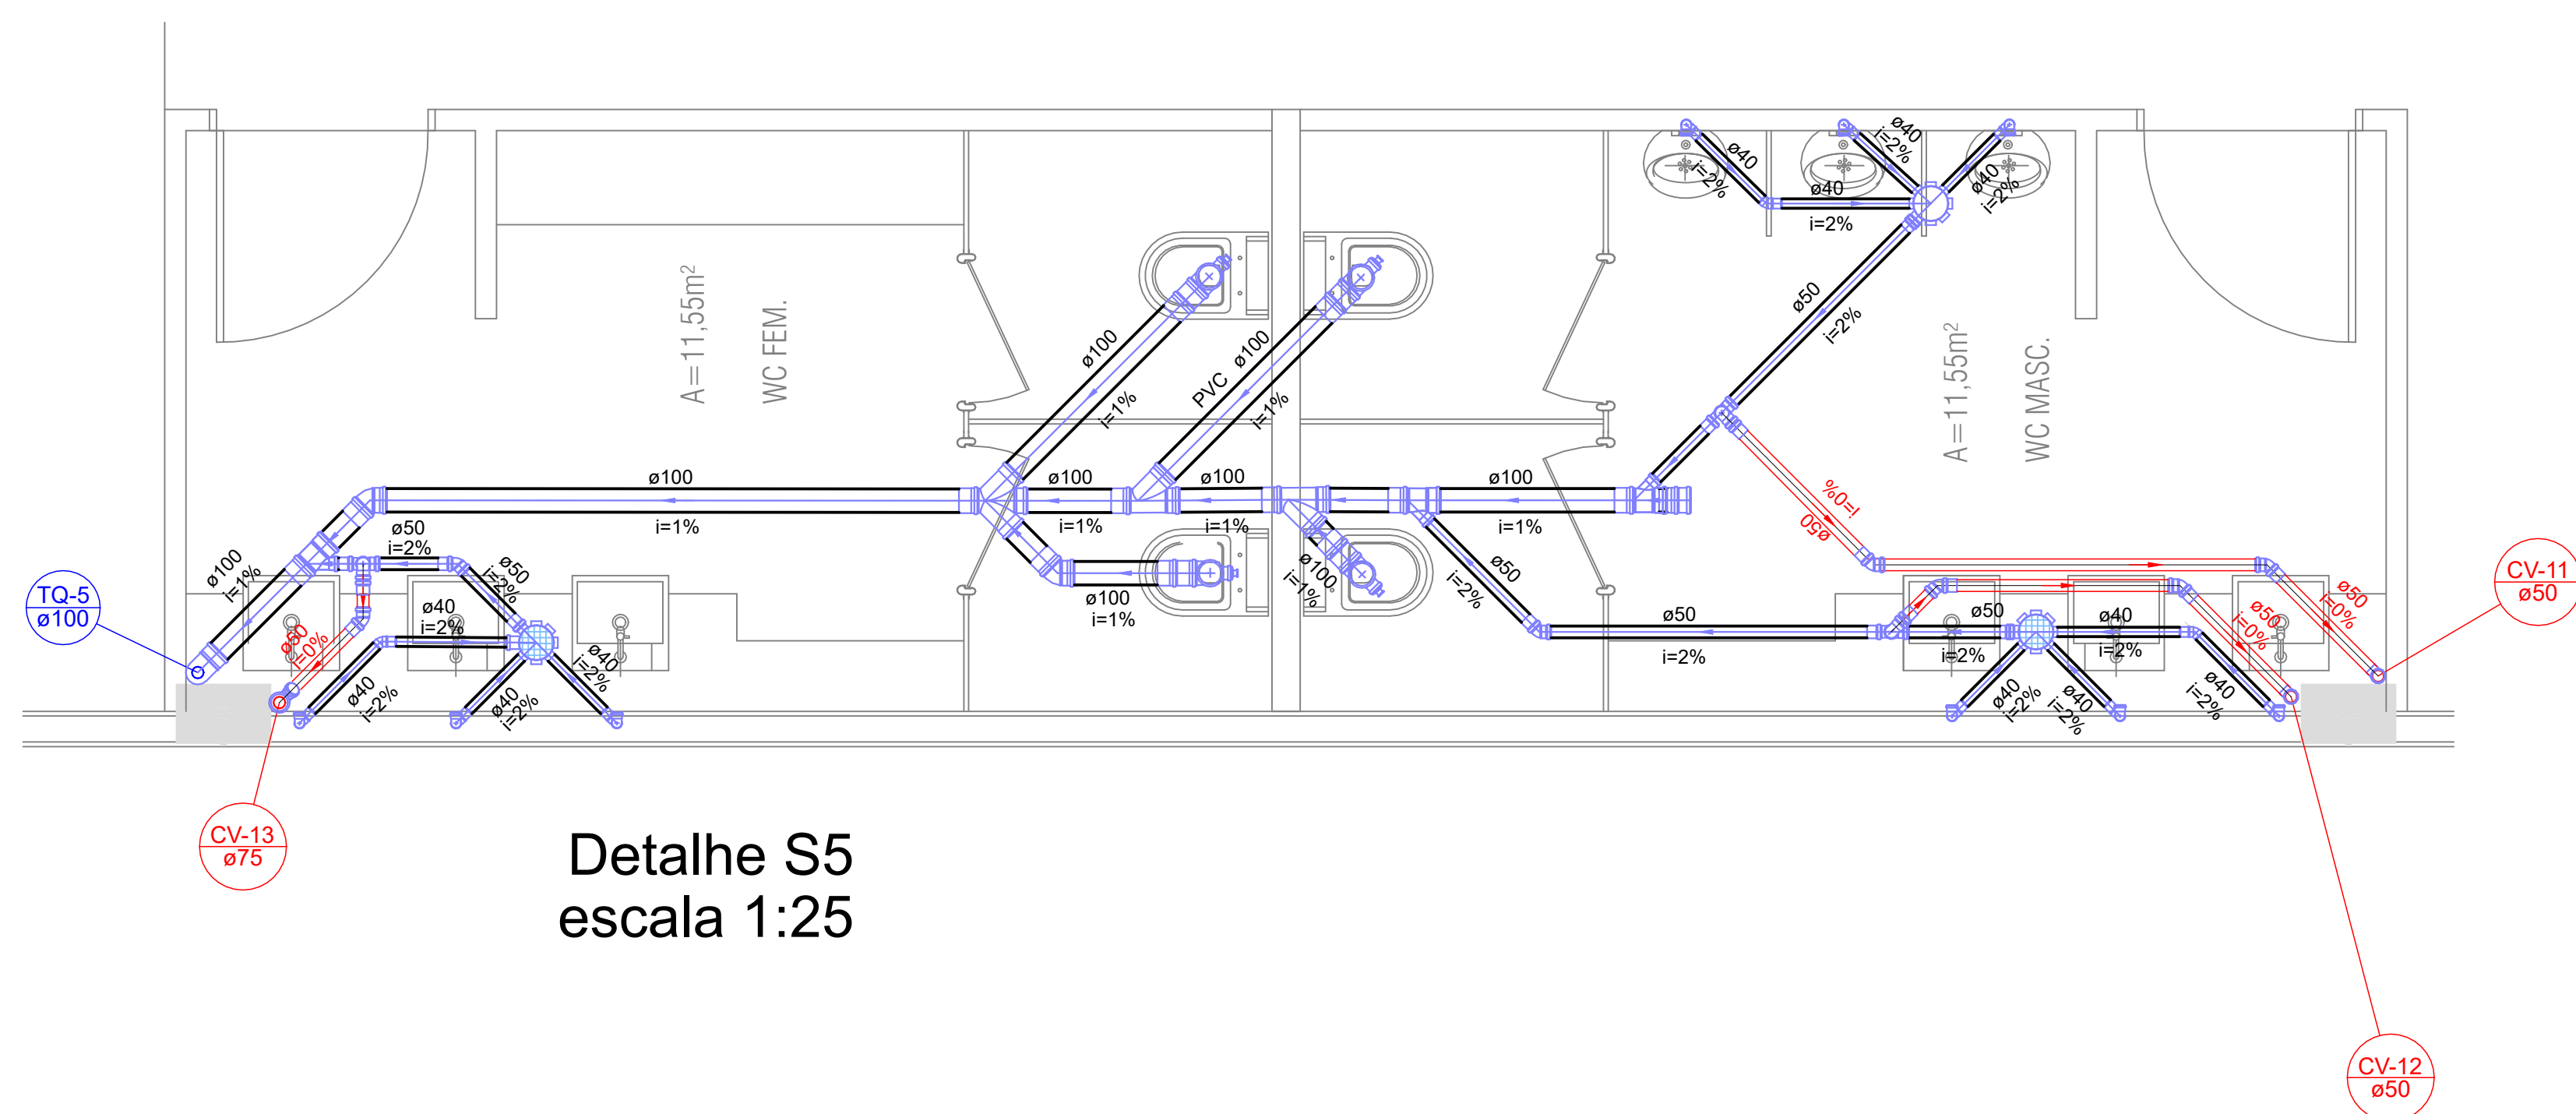 ø40
i=2%
ø40
i=2%
ø40
i=2%
ø40
i=2%
A=11,55m²
WC FEM.
ø100
i=1%
PVC
ø100
i=1%
ø50
i=2%
A=11,55m²
WC MASC.
ø100
i=1%
ø100
i=1%
ø100
i=1%
ø100
i=1%
i=0%
ø50
ø50
i=2%
ø50
i=2%
ø100
i=1%
ø100
i=1%
ø100
i=1%
ø50
i=2%
TQ-5
ø100
CV-11
ø50
ø50
i=0%
ø50
i=0%
ø40
i=2%
ø50
i=0%
ø50
i=2%
ø50
i=2%
ø40
i=2%
ø40
i=2%
ø40
i=2%
ø40
i=2%
ø40
i=2%
ø40
i=2%
ø40
i=2%
CV-13
ø75
Detalhe S5
escala 1:25
CV-12
ø50